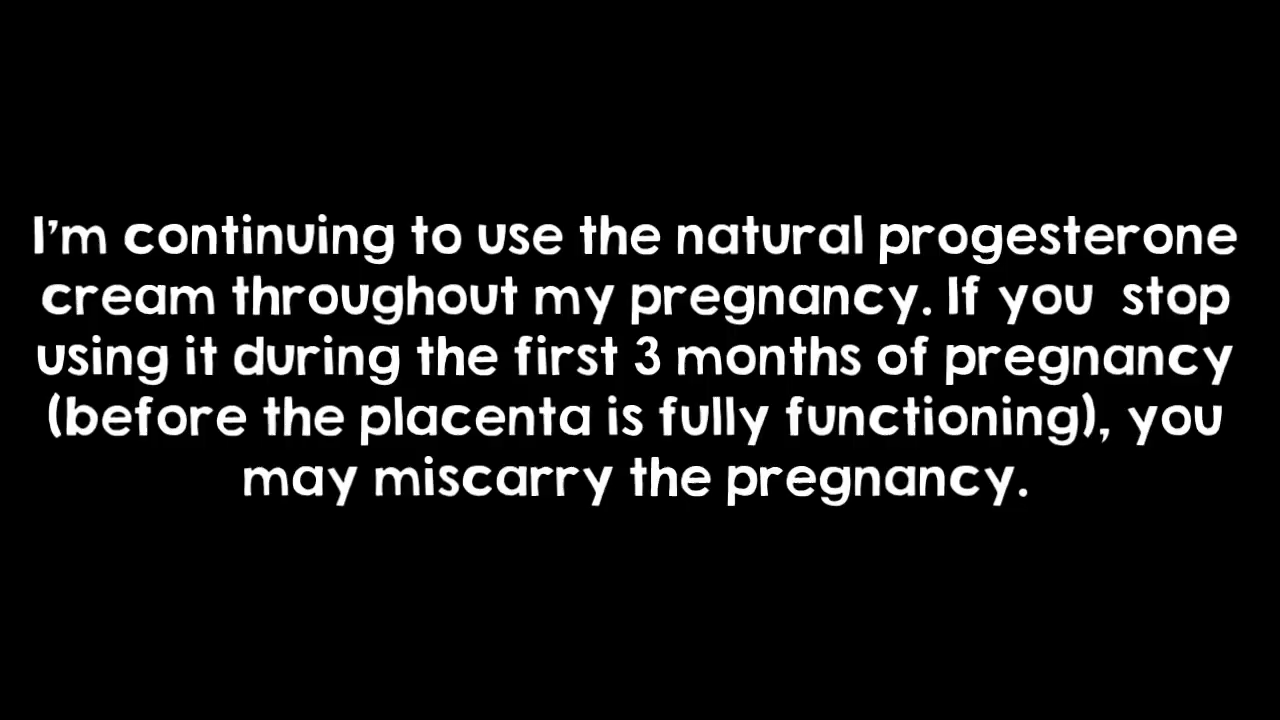 I'm continuing to use the natural progesterone
cream throughout my pregnancy. If you  stop
using it during the first 3 months of pregnancy
(before the placenta is fully functioning), you
may miscarry the pregnancy.